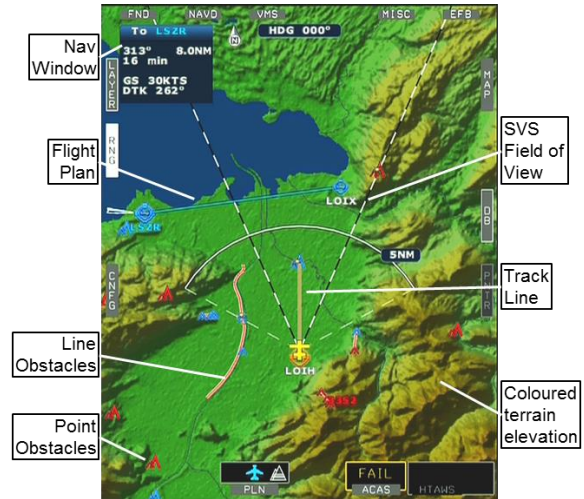 FND NAVD VMS MISC EFB
To LSZR
313° 8.0NM
16 min
GS 30KTS
DTK 262°
N
HDG 000°
Nav
Window
LAYER
MAP
RNG
Flight
Plan
SVS
Field of
View
LOIX
LSZR
DB
5NM
CNFG
PNTR
Track
Line
Line
Obstacles
LOIH
Coloured
terrain
elevation
Point
Obstacles
PLN
FAIL
ACAS
HTAWS